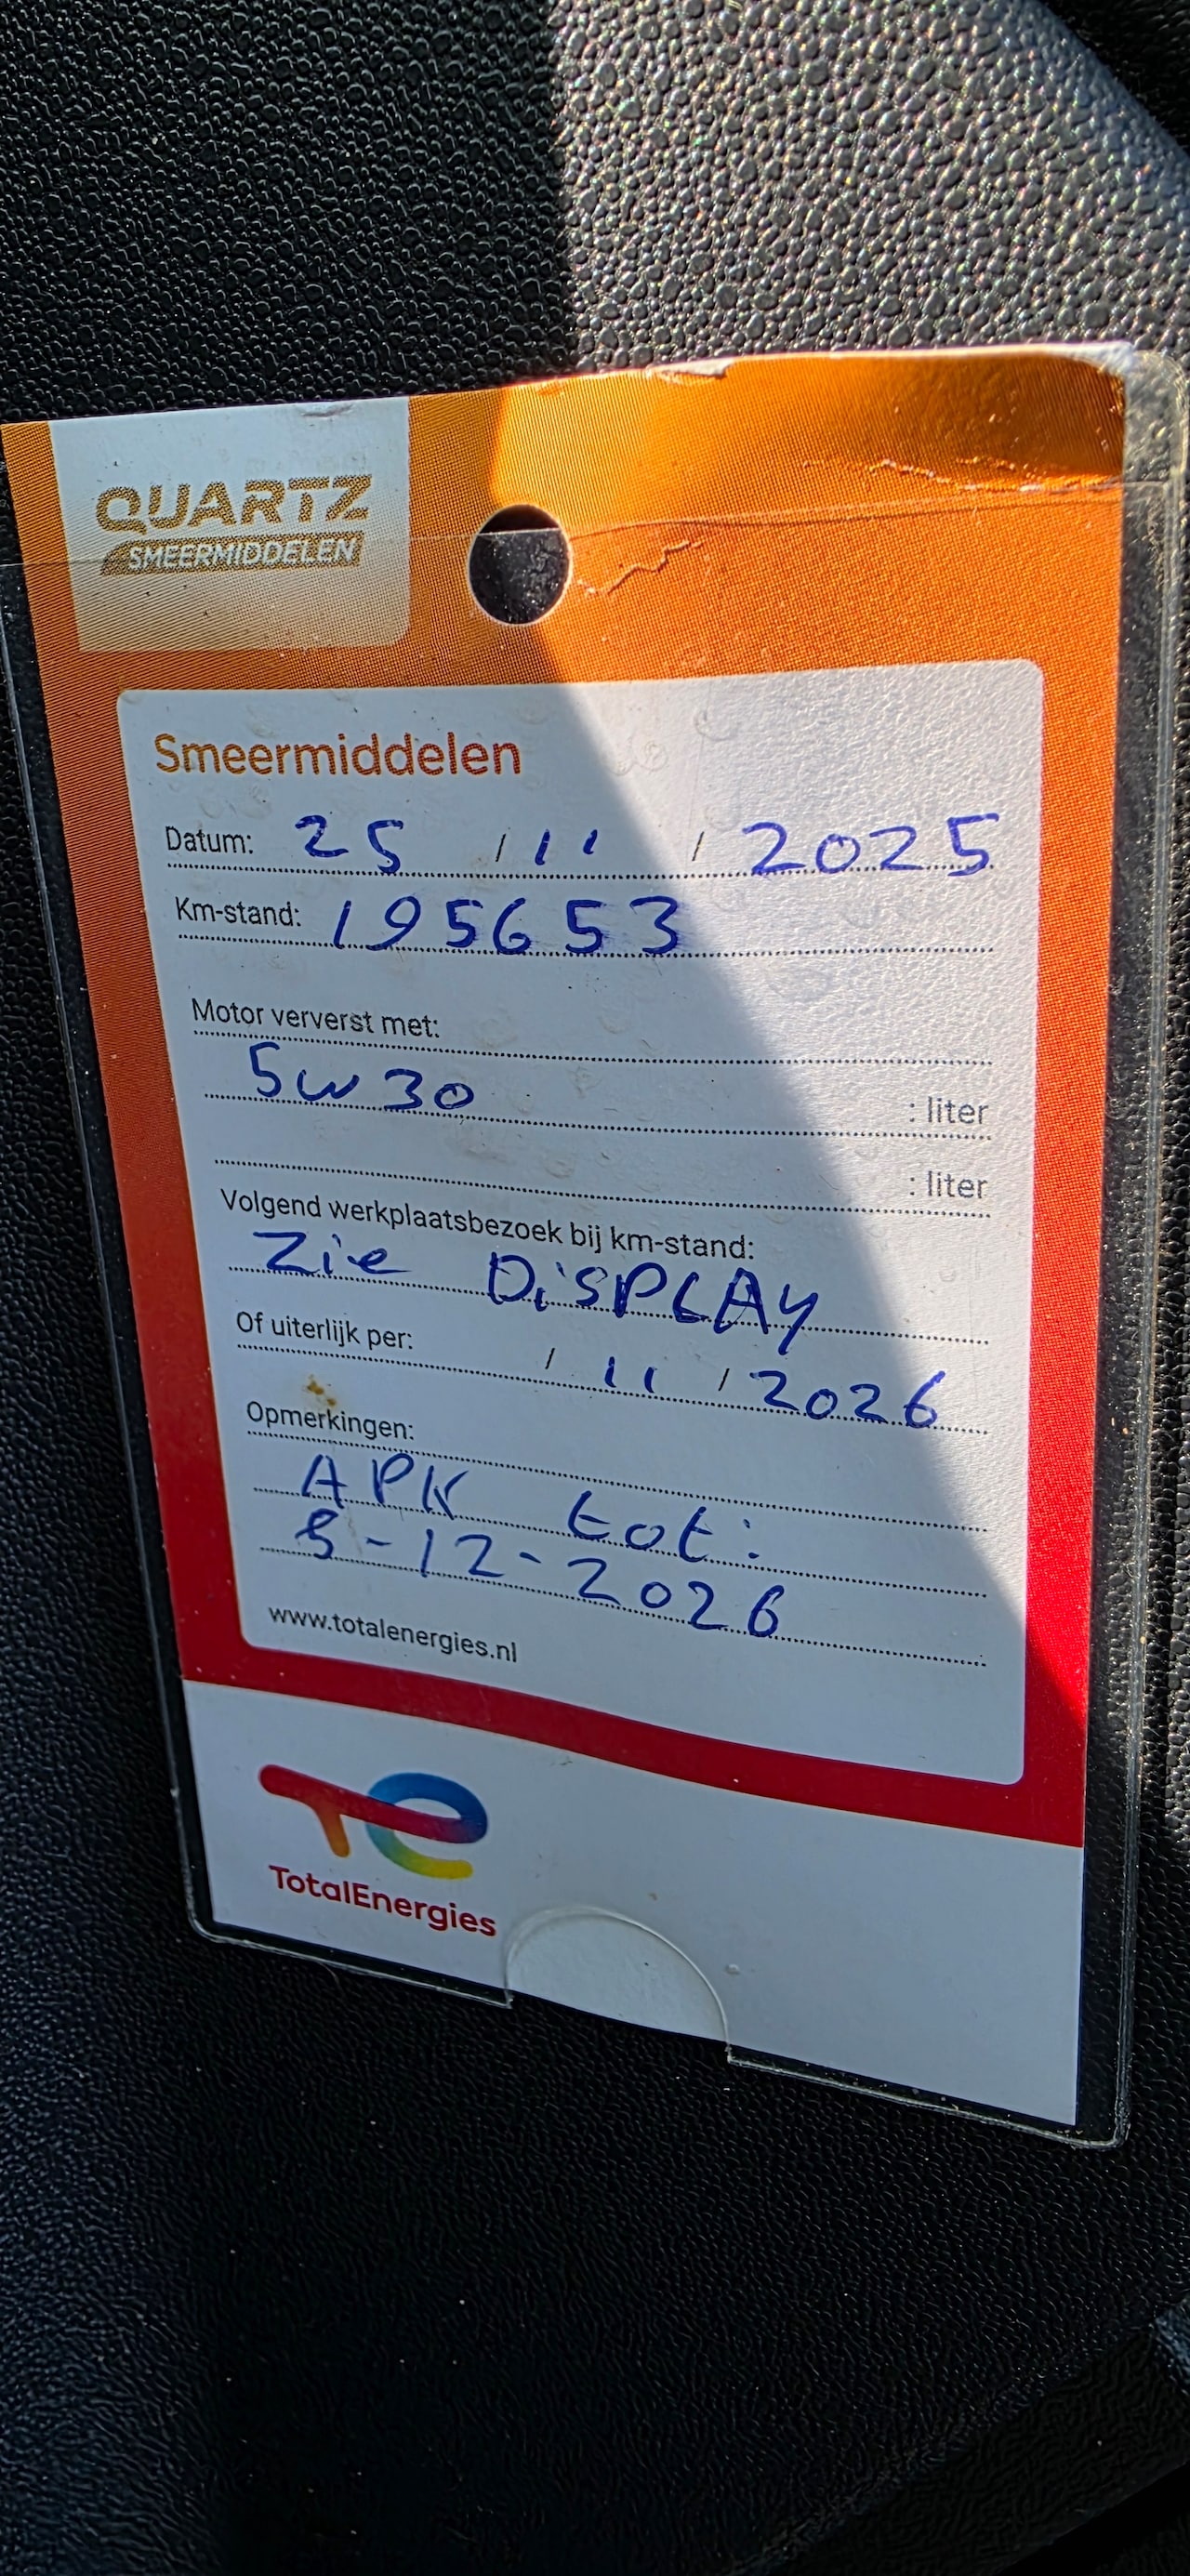 QUARTZ
SMEERMIDDELEN
Smeermiddelen
Datum: 25 / 11 / 2025
Km-stand: 195653
Motor ververst met:
5w30 : liter
: liter
Volgend werkplaatsbezoek bij km-stand:
Zie DiSPLAY
Of uiterlijk per: / 11 / 2026
Opmerkingen:
APK tot:
8-12-2026
www.totalenergies.nl
TotalEnergies